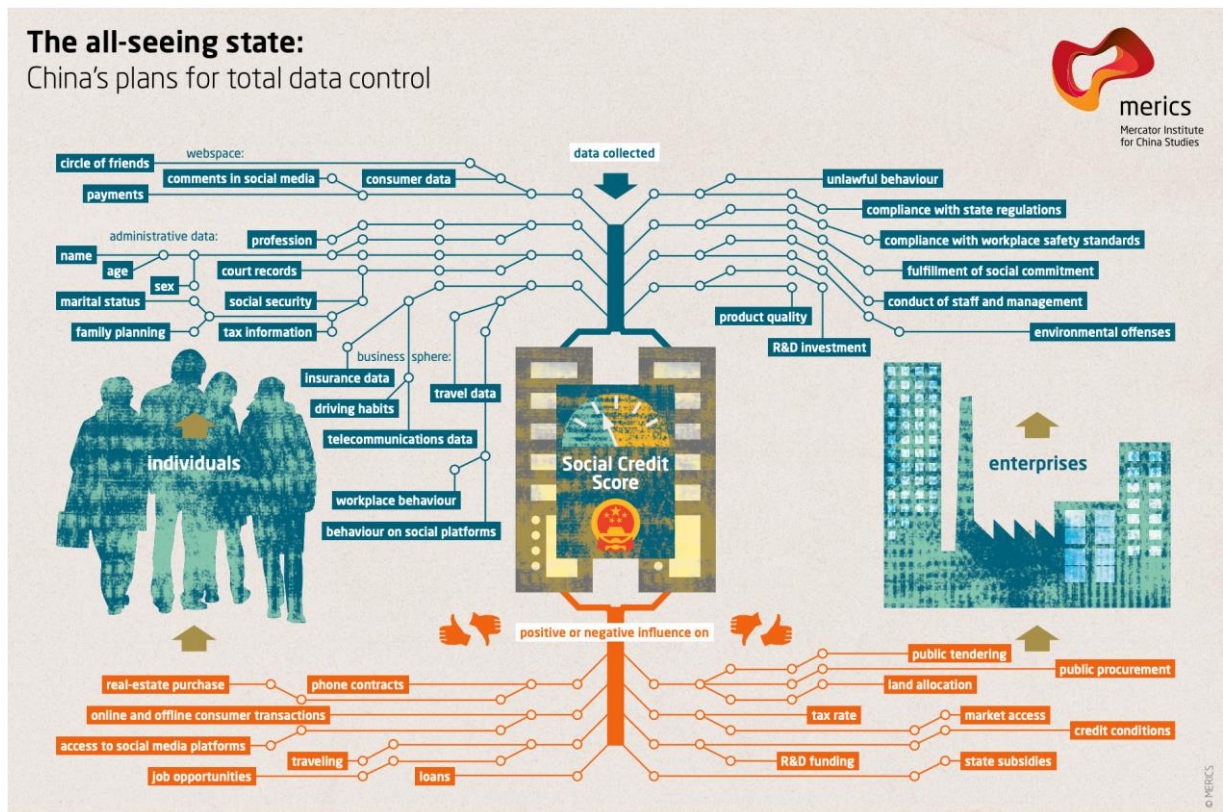 The all-seeing state:
China's plans for total data control
merics
Mercator Institute
for China Studies
data collected
circle of friends
webspace:
comments in social media
consumer data
payments
administrative data:
profession
name
age
sex
court records
marital status
social security
family planning
tax information
business sphere:
insurance data
travel data
driving habits
telecommunications data
workplace behaviour
behaviour on social platforms
individuals
unlawful behaviour
compliance with state regulations
compliance with workplace safety standards
fulfillment of social commitment
conduct of staff and management
environmental offenses
product quality
R&D investment
enterprises
Social Credit
Score
positive or negative influence on
real-estate purchase
phone contracts
online and offline consumer transactions
access to social media platforms
traveling
job opportunities
loans
public tendering
public procurement
land allocation
tax rate
market access
credit conditions
R&D funding
state subsidies
© MERICS